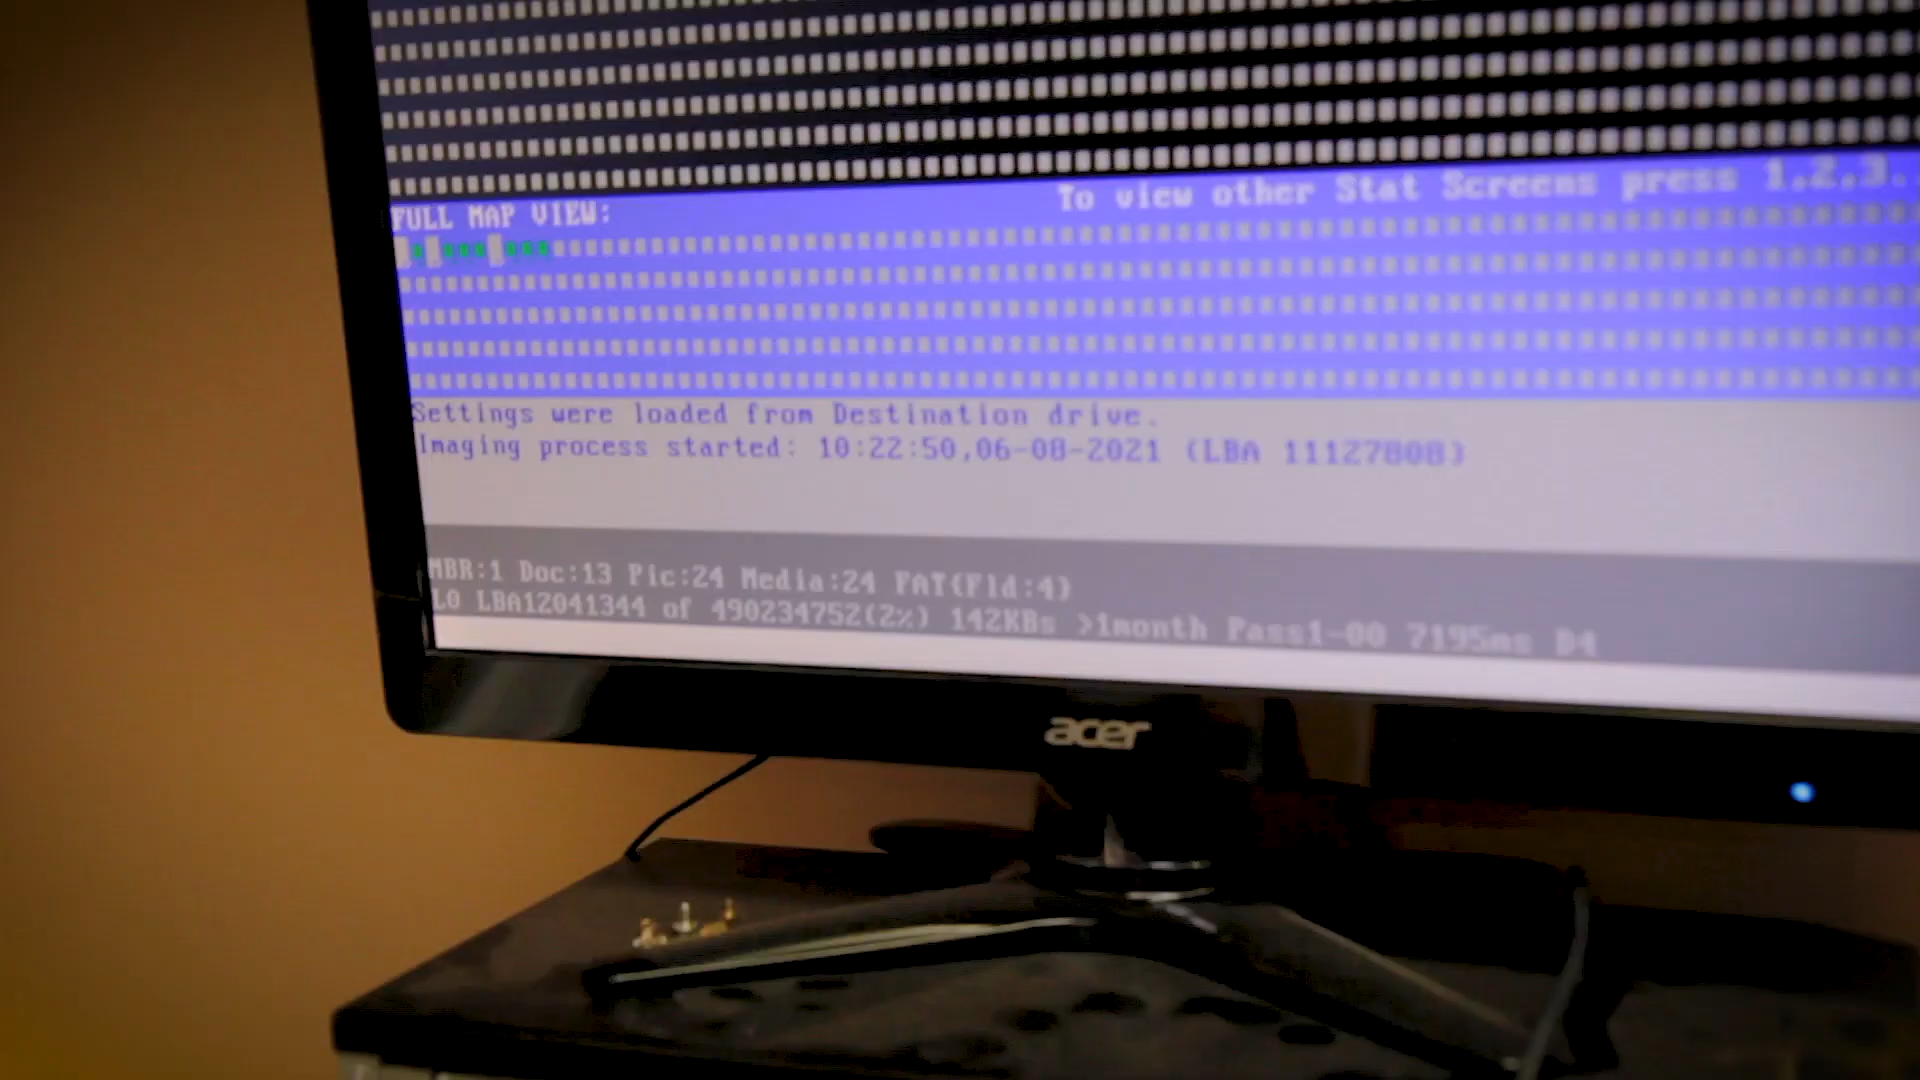 To view other Stat Screens press 1,2,3.
FULL MAP VIEW:
Settings were loaded from Destination drive.
Imaging process started: 10:22:50,06-08-2021 (LBA 11127808)
MBR:1 Doc:13 Pic:24 Media:24 FAT(Fld:4)
L0 LBA12041344 of 490234752(2%) 142KBs >1month Pass1-00 7195ms D4
acer